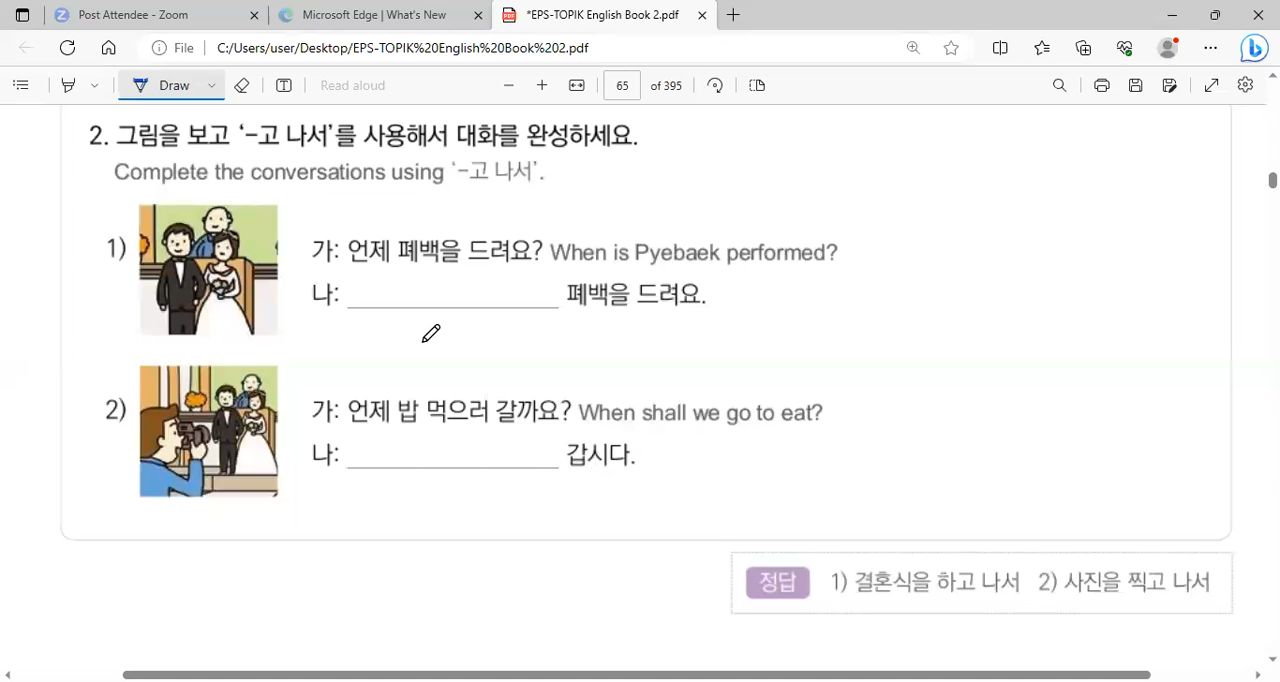 Post Attendee - Zoom
Microsoft Edge | What's New
*EPS-TOPIK English Book 2.pdf
File
C:/Users/user/Desktop/EPS-TOPIK%20English%20Book%202.pdf
Draw
Read aloud
65
of 395
2. 그림을 보고 ‘-고 나서’를 사용해서 대화를 완성하세요.
Complete the conversations using ‘-고 나서’.
1)
가: 언제 폐백을 드려요? When is Pyebaek performed?
나: ____________ 폐백을 드려요.
2)
가: 언제 밥 먹으러 갈까요? When shall we go to eat?
나: ____________ 갑시다.
정답 1) 결혼식을 하고 나서 2) 사진을 찍고 나서